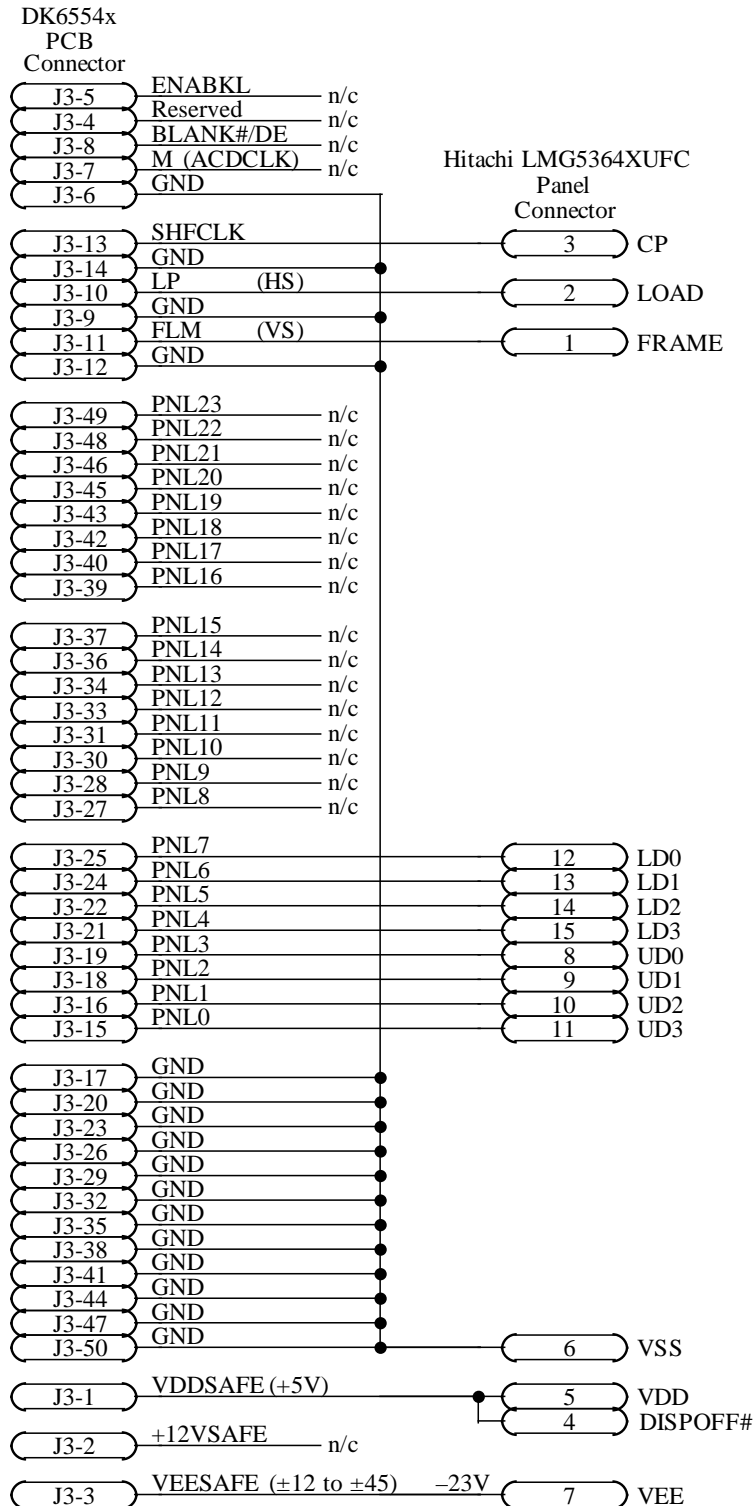 DK6554x
PCB
Connector
J3-5 ENABKL n/c
J3-4 Reserved n/c
J3-8 BLANK#/DE n/c
J3-7 M (ACDCLK) n/c
J3-6 GND
Hitachi LMG5364XUFC
Panel
Connector
J3-13 SHFCLK 3 CP
J3-14 GND
J3-10 LP (HS) 2 LOAD
J3-9 GND
J3-11 FLM (VS) 1 FRAME
J3-12 GND
J3-49 PNL23 n/c
J3-48 PNL22 n/c
J3-46 PNL21 n/c
J3-45 PNL20 n/c
J3-43 PNL19 n/c
J3-42 PNL18 n/c
J3-40 PNL17 n/c
J3-39 PNL16 n/c
J3-37 PNL15 n/c
J3-36 PNL14 n/c
J3-34 PNL13 n/c
J3-33 PNL12 n/c
J3-31 PNL11 n/c
J3-30 PNL10 n/c
J3-28 PNL9 n/c
J3-27 PNL8 n/c
J3-25 PNL7 12 LD0
J3-24 PNL6 13 LD1
J3-22 PNL5 14 LD2
J3-21 PNL4 15 LD3
J3-19 PNL3 8 UD0
J3-18 PNL2 9 UD1
J3-16 PNL1 10 UD2
J3-15 PNL0 11 UD3
J3-17 GND
J3-20 GND
J3-23 GND
J3-26 GND
J3-29 GND
J3-32 GND
J3-35 GND
J3-38 GND
J3-41 GND
J3-44 GND
J3-47 GND
J3-50 GND 6 VSS
J3-1 VDDSAFE (+5V) 5 VDD
4 DISPOFF#
J3-2 +12VSAFE n/c
J3-3 VEESAFE (±12 to ±45) –23V 7 VEE